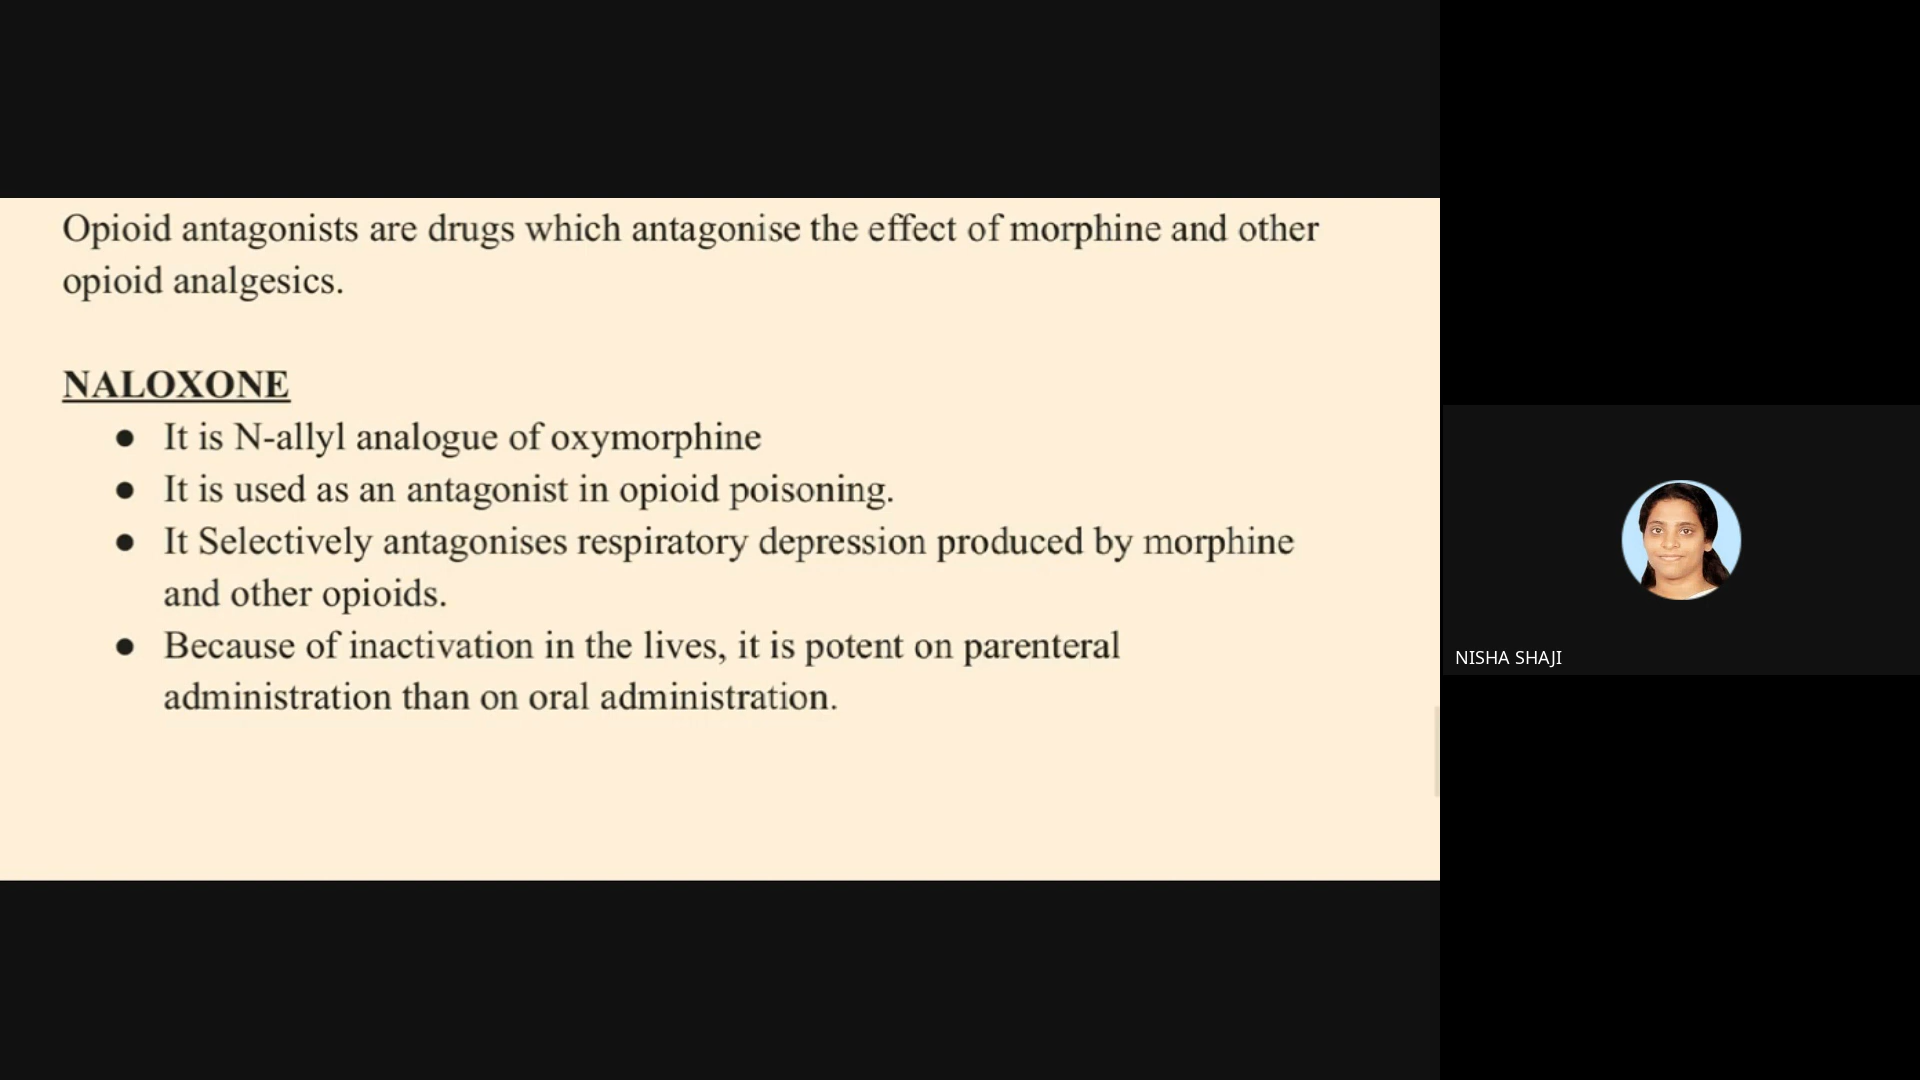 Opioid antagonists are drugs which antagonise the effect of morphine and other
opioid analgesics.
NALOXONE
● It is N-allyl analogue of oxymorphine
● It is used as an antagonist in opioid poisoning.
● It Selectively antagonises respiratory depression produced by morphine
and other opioids.
● Because of inactivation in the lives, it is potent on parenteral
administration than on oral administration.
NISHA SHAJI